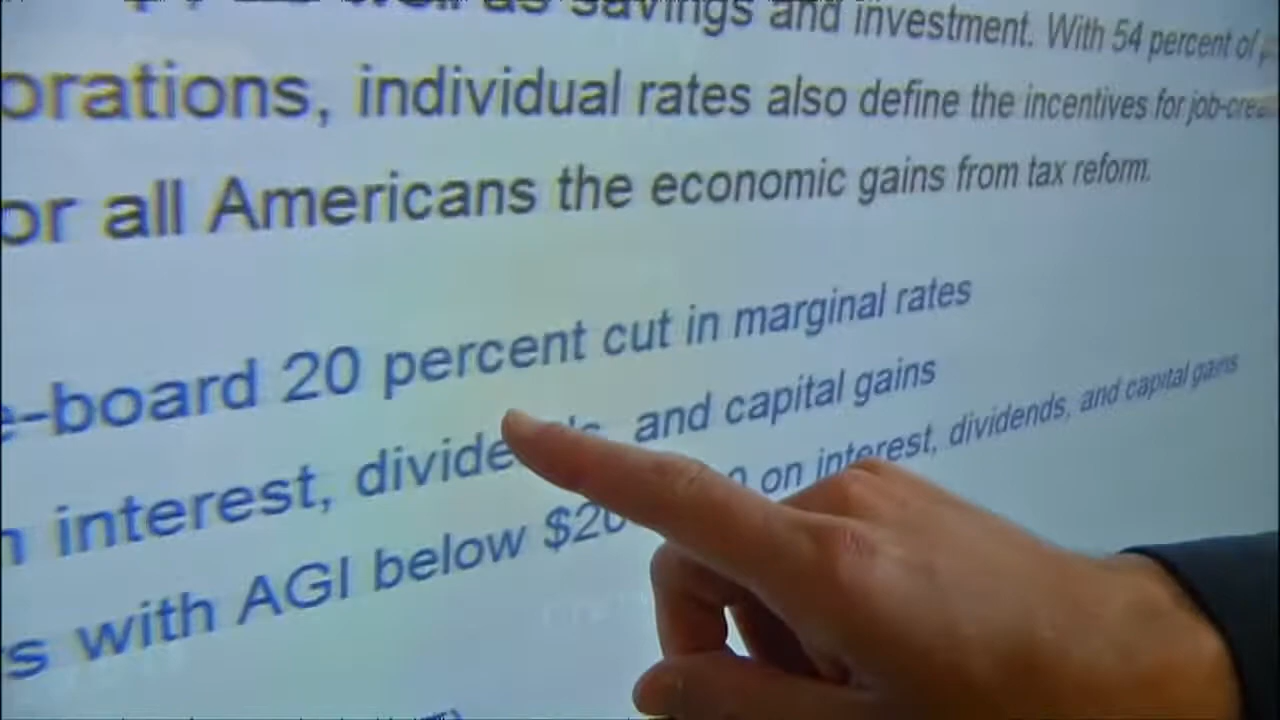 as savings and investment. With 54 percent of
orations, individual rates also define the incentives for job-crea
or all Americans the economic gains from tax reform.
e-board 20 percent cut in marginal rates
n interest, divide and capital gains
s with AGI below $20 0 on interest, dividends, and capital gains